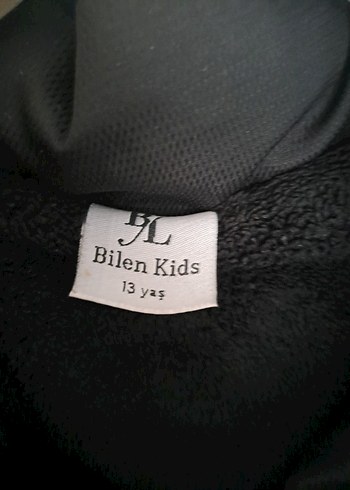 BL
Bilen Kids
13 yaş